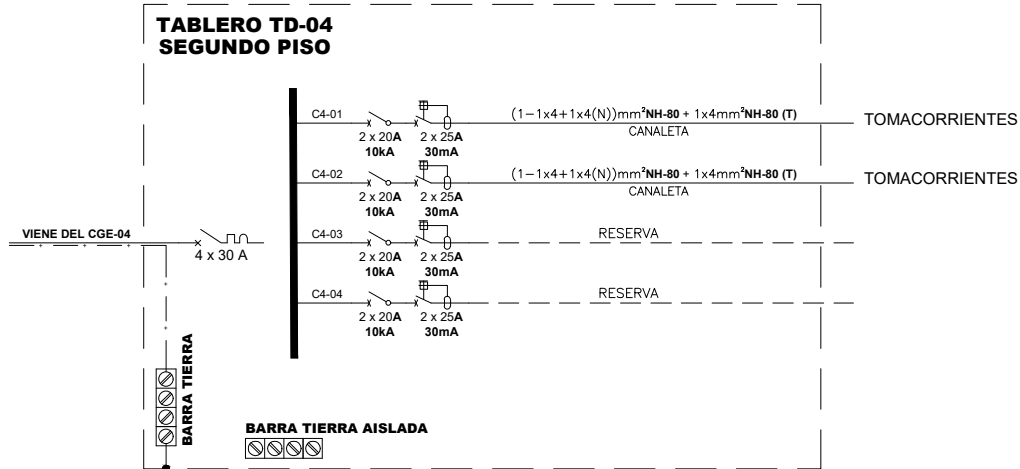 TABLERO TD-04
SEGUNDO PISO
C4-01
2 x 20A
10kA
2 x 25A
30mA
(1-1x4+1x4(N))mm²NH-80 + 1x4mm²NH-80 (T)
CANALETA
TOMACORRIENTES
C4-02
2 x 20A
10kA
2 x 25A
30mA
(1-1x4+1x4(N))mm²NH-80 + 1x4mm²NH-80 (T)
CANALETA
TOMACORRIENTES
VIENE DEL CGE-04
4 x 30 A
C4-03
2 x 20A
10kA
2 x 25A
30mA
RESERVA
C4-04
2 x 20A
10kA
2 x 25A
30mA
RESERVA
BARRA TIERRA
BARRA TIERRA AISLADA